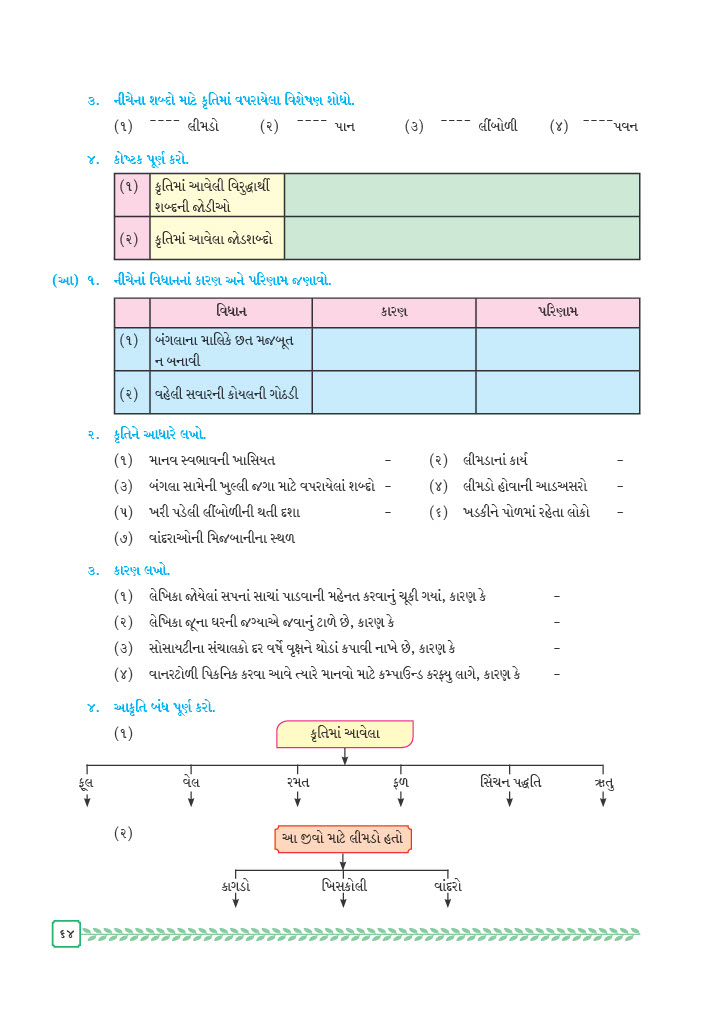 ૩. નીચેના શબ્દો માટે કૃતિમાં વપરાયેલા વિશેષણ શોધો.
(૧) ---- લીમડો (૨) ---- પાન (૩) ---- લીંબોળી (૪) ----પવન
૪. કોષ્ટક પૂર્ણ કરો.
(૧) કૃતિમાં આવેલી વિરુદ્ધાર્થી
શબ્દની જોડીઓ
(૨) કૃતિમાં આવેલા જોડશબ્દો
(આ) ૧. નીચેનાં વિધાનનાં કારણ અને પરિણામ જણાવો.
વિધાન કારણ પરિણામ
(૧) બંગલાના માલિકે છત મજબૂત
ન બનાવી
(૨) વહેલી સવારની કોયલની ગોઠડી
૨. કૃતિને આધારે લખો.
(૧) માનવ સ્વભાવની ખાસિયત – (૨) લીમડાનાં કાર્ય –
(૩) બંગલા સામેની ખુલ્લી જગા માટે વપરાયેલાં શબ્દો – (૪) લીમડો હોવાની આડઅસરો –
(૫) ખરી પડેલી લીંબોળીની થતી દશા – (૬) ખડકીને પોળમાં રહેતા લોકો –
(૭) વાંદરાઓની મિજબાનીના સ્થળ
૩. કારણ લખો.
(૧) લેખિકા જોયેલાં સપનાં સાચાં પાડવાની મહેનત કરવાનું ચૂકી ગયાં, કારણ કે –
(૨) લેખિકા જૂના ઘરની જગ્યાએ જવાનું ટાળે છે, કારણ કે –
(૩) સોસાયટીના સંચાલકો દર વર્ષે વૃક્ષને થોડાં કપાવી નાખે છે, કારણ કે –
(૪) વાનરટોળી પિકનિક કરવા આવે ત્યારે માનવો માટે કમ્પાઉન્ડ કરફ્યુ લાગે, કારણ કે –
૪. આકૃતિ બંધ પૂર્ણ કરો.
(૧) કૃતિમાં આવેલા
ફૂલ વેલ રમત ફળ સિંચન પદ્ધતિ ઋતુ
(૨) આ જીવો માટે લીમડો હતો
કાગડો ખિસકોલી વાંદરો
૬૪